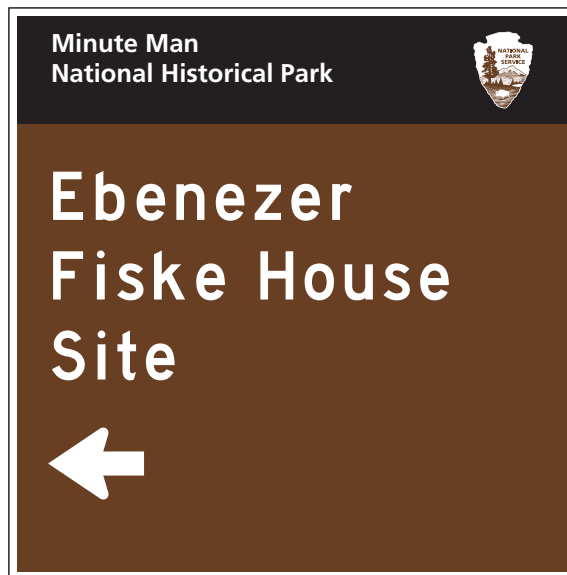 Minute Man
National Historical Park
NATIONAL
PARK
SERVICE
Ebenezer
Fiske House
Site